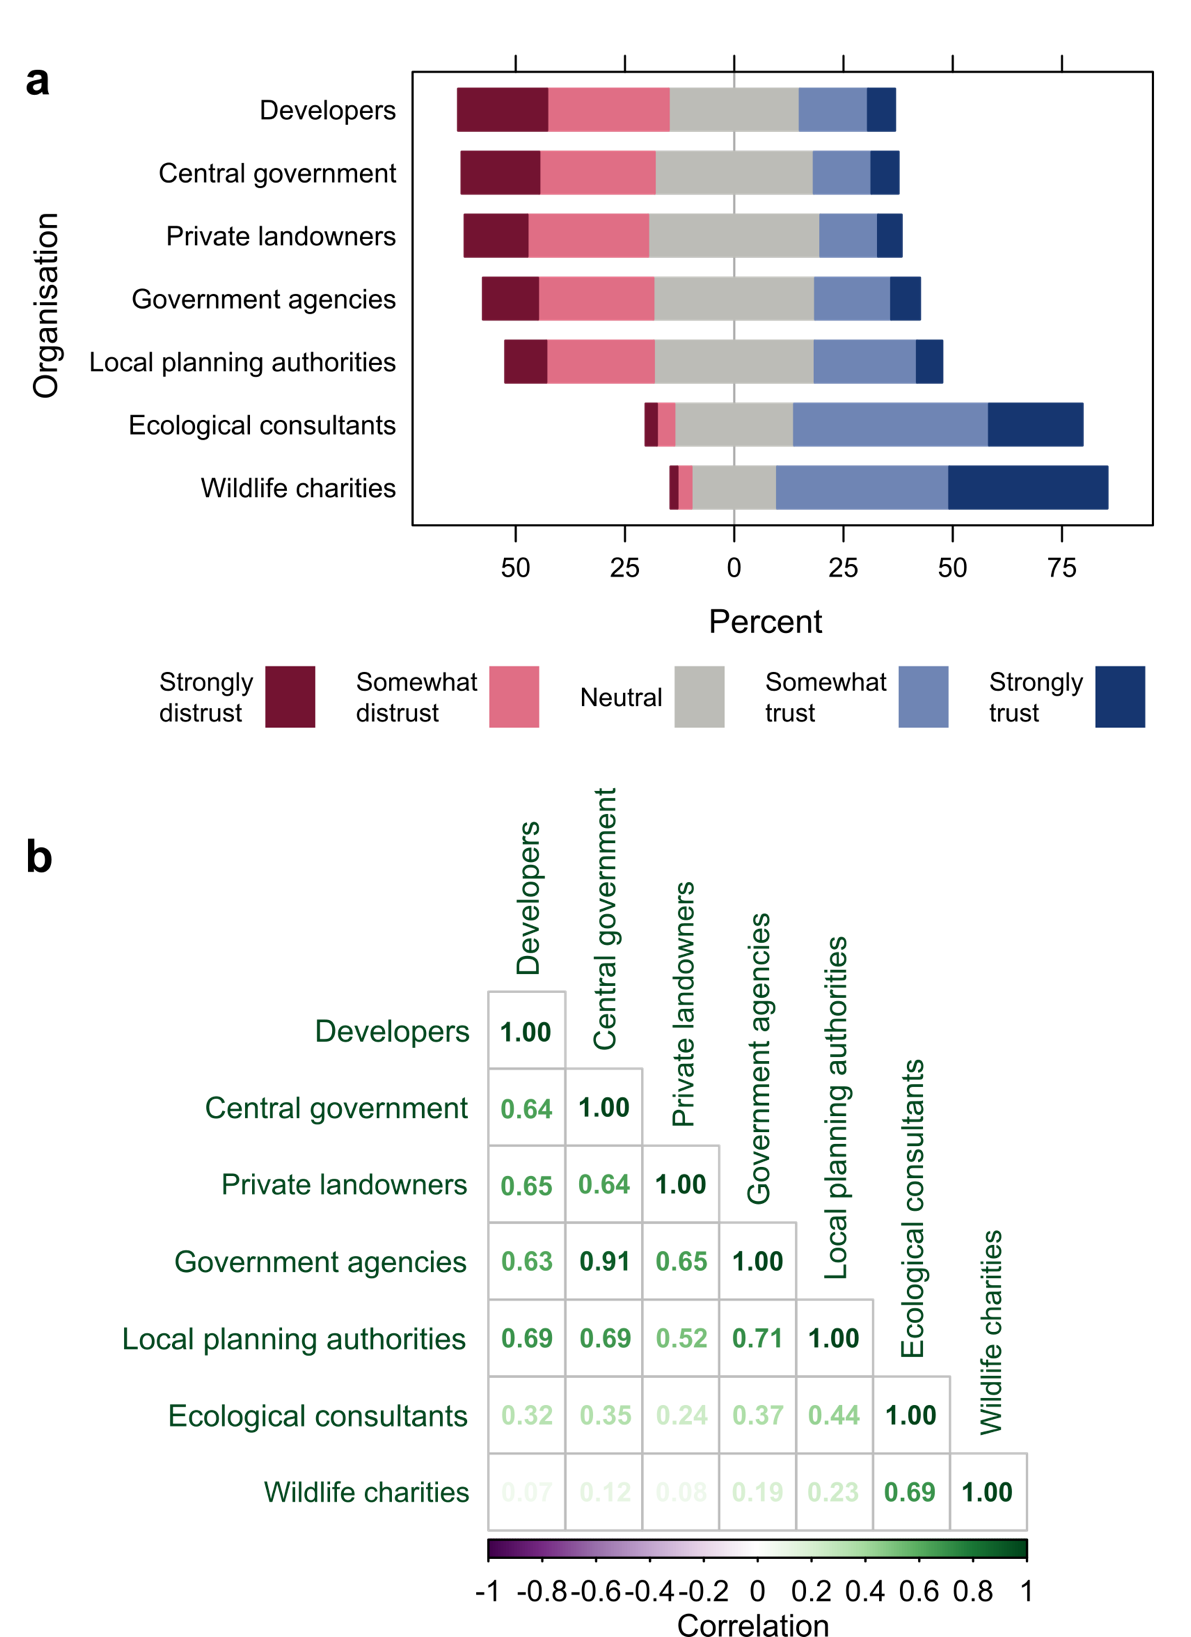 a
Organisation
Developers
Central government
Private landowners
Government agencies
Local planning authorities
Ecological consultants
Wildlife charities
50 25 0 25 50 75
Percent
Strongly
distrust
Somewhat
distrust
Neutral
Somewhat
trust
Strongly
trust
b
Developers
Central government
Private landowners
Government agencies
Local planning authorities
Ecological consultants
Wildlife charities
Developers 1.00
Central government 0.64 1.00
Private landowners 0.65 0.64 1.00
Government agencies 0.63 0.91 0.65 1.00
Local planning authorities 0.69 0.69 0.52 0.71 1.00
Ecological consultants 0.32 0.35 0.24 0.37 0.44 1.00
Wildlife charities 0.07 0.12 0.08 0.19 0.23 0.69 1.00
-1 -0.8 -0.6 -0.4 -0.2 0 0.2 0.4 0.6 0.8 1
Correlation